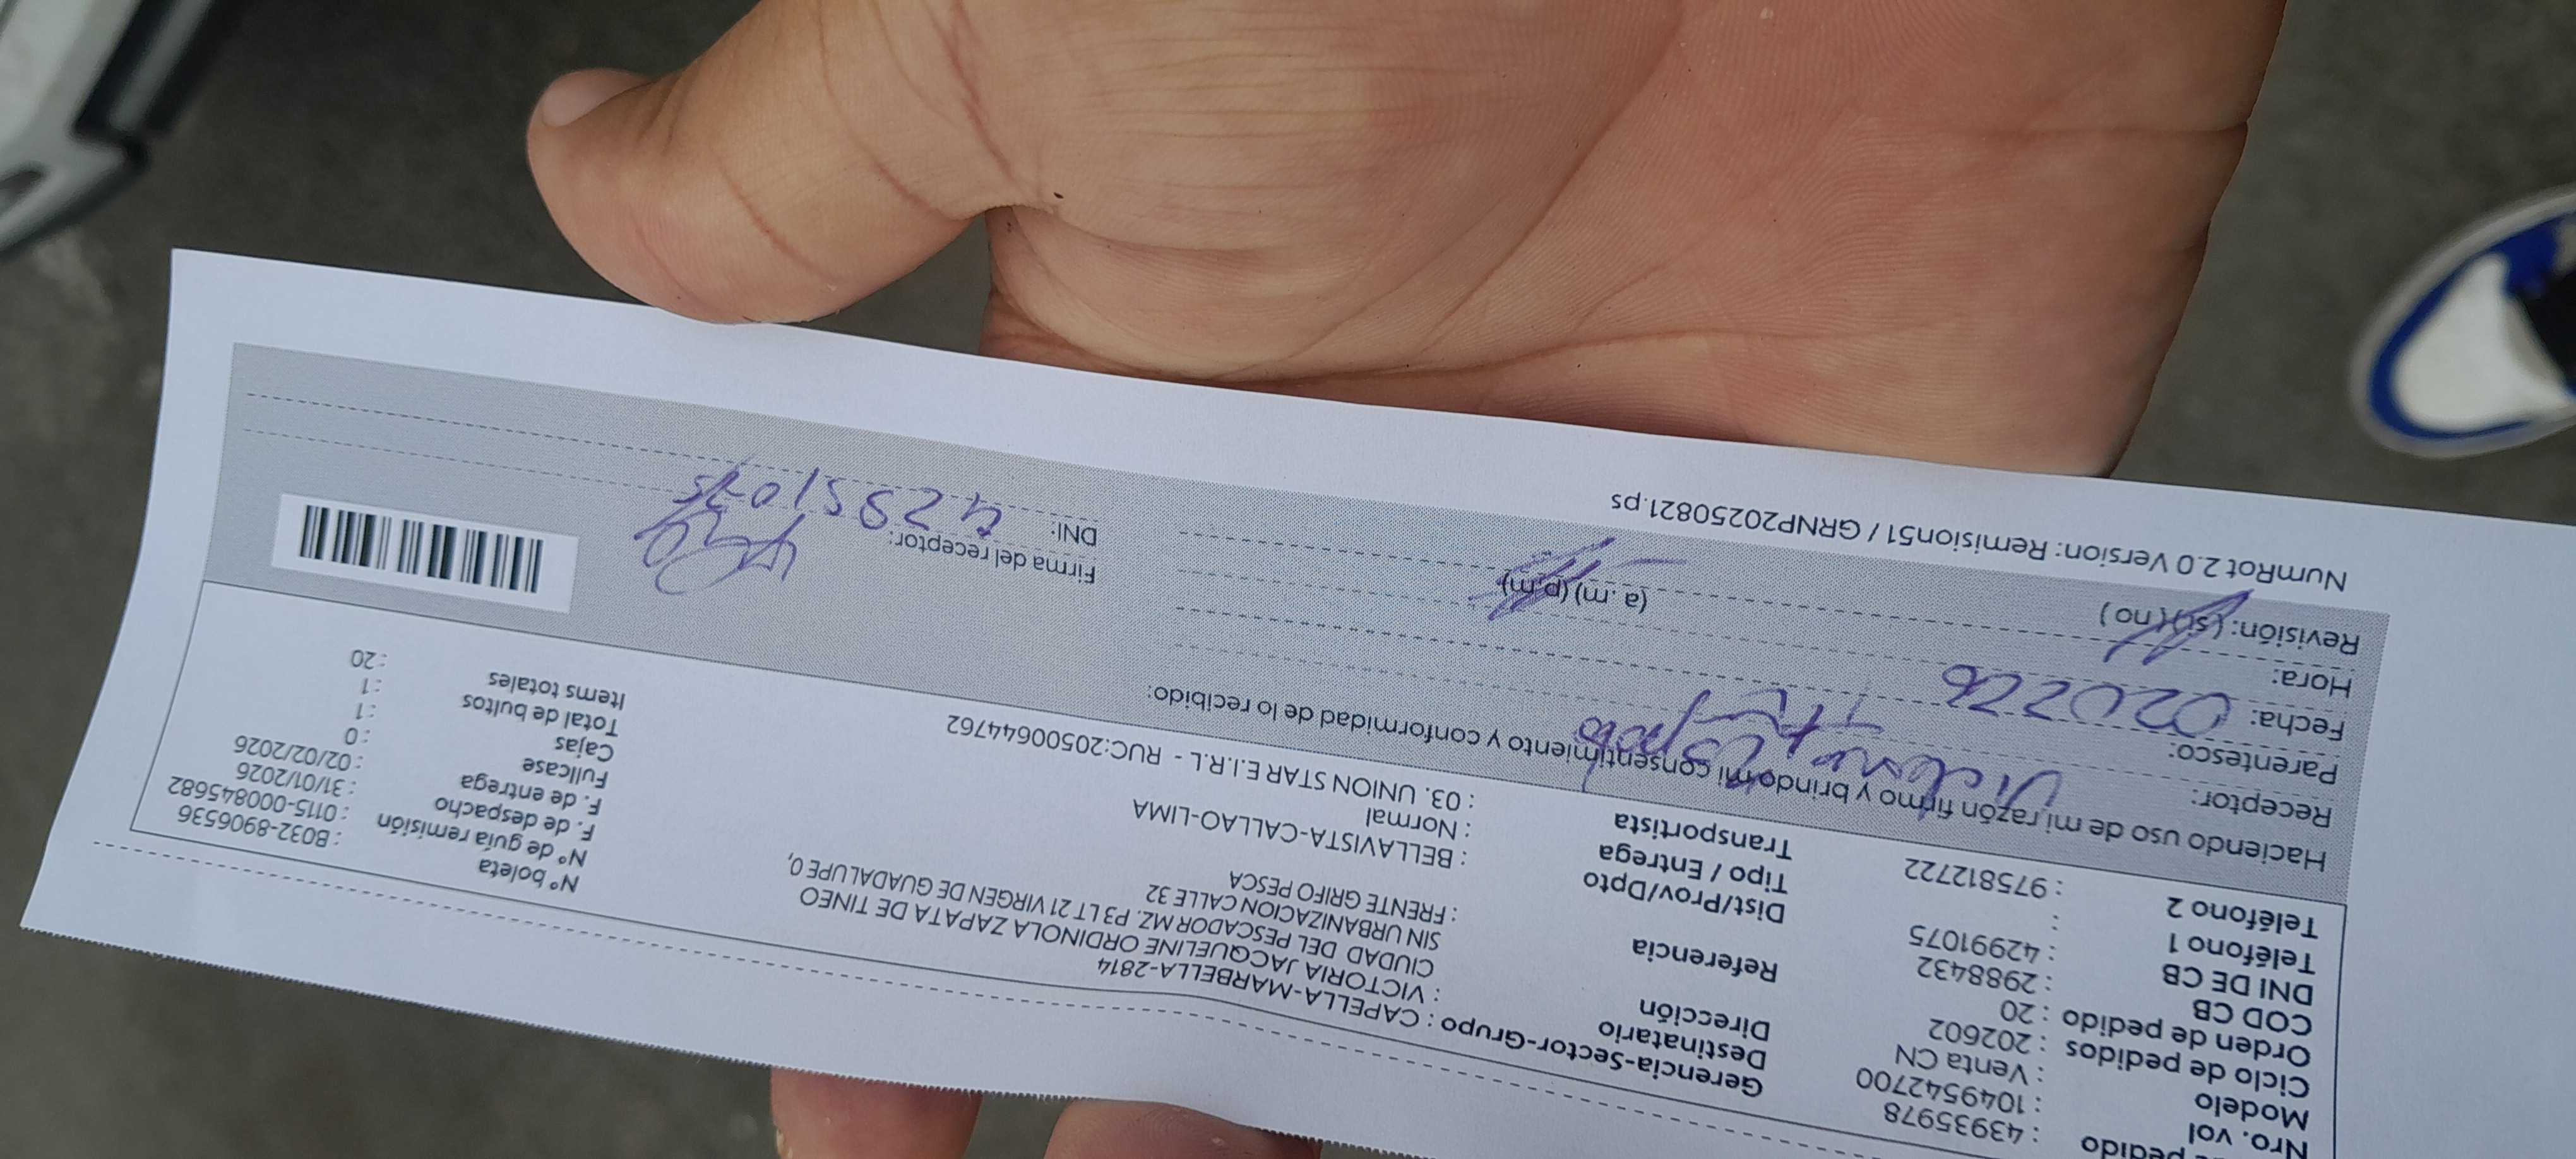 pedido : 43935978
Nro. vol : 1049542700
Modelo : Venta CN
Ciclo de pedidos : 202602
Orden de pedido : 20
COD CB : 2988432
DNI DE CB : 42991075
Teléfono 1 :
Teléfono 2 : 975812722
Gerencia-Sector-Grupo : CAPELLA-MARBELLA-2814
Destinatario : VICTORIA JACQUELINE ORDINOLA ZAPATA DE TINEO
Dirección CIUDAD DEL PESCADOR MZ. P3 LT 21 VIRGEN DE GUADALUPE 0,
SIN URBANIZACION CALLE 32
Referencia : FRENTE GRIFO PESCA
Dist/Prov/Dpto : BELLAVISTA-CALLAO-LIMA
Tipo / Entrega : Normal
Transportista : 03. UNION STAR E.I.R.L - RUC:20500644762
N° boleta : B032-8906536
N° de guía remisión : 0115-000845682
F. de despacho : 31/01/2026
F. de entrega : 02/02/2026
Fullcase : 0
Cajas : 1
Total de bultos : 1
Items totales : 20
Haciendo uso de mi razón firmo y brindo mi consentimiento y conformidad de lo recibido:
Receptor:
Parentesco:
Fecha: 020226
Hora: (a. m) (p.m)
Revisión: (si) (no)
Firma del receptor:
DNI:
NumRot 2.0 Version: Remision51 / GRNP20250821.ps